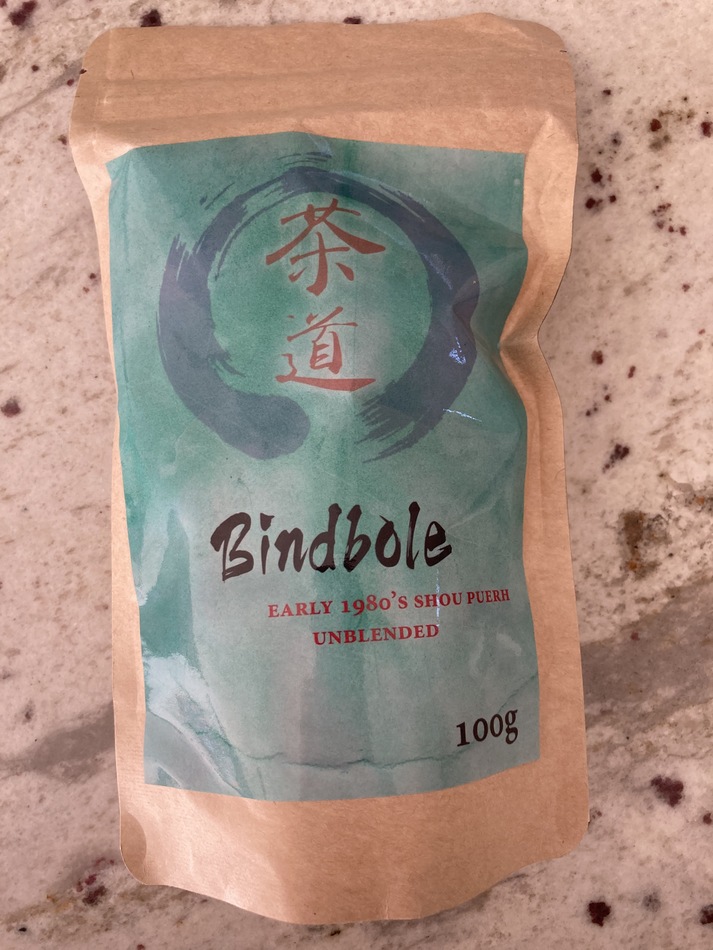 茶
道
Bindbole
EARLY 1980'S SHOU PUERH
UNBLENDED
100g